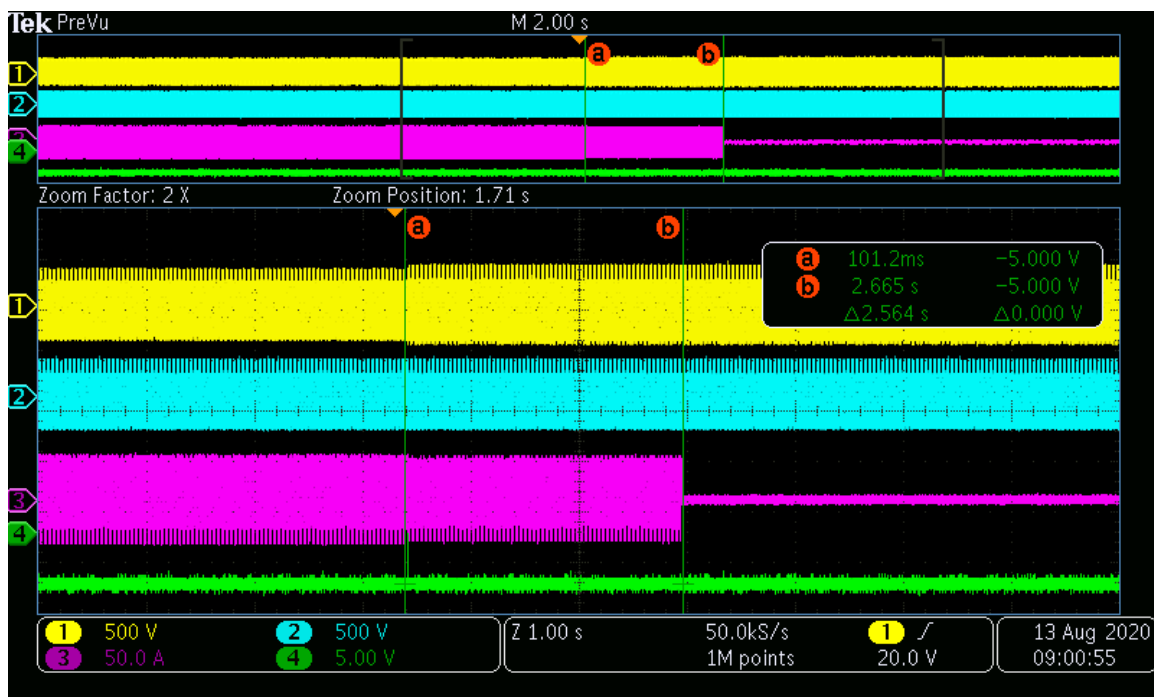 Tek PreVu M 2.00 s
a b
1
2
3
4
Zoom Factor: 2 X Zoom Position: 1.71 s
a b
a 101.2ms −5.000 V
b 2.665 s −5.000 V
△2.564 s △0.000 V
1
2
3
4
1 500 V 2 500 V Z 1.00 s 50.0kS/s 1 13 Aug 2020
3 50.0 A 4 5.00 V 1M points 20.0 V 09:00:55